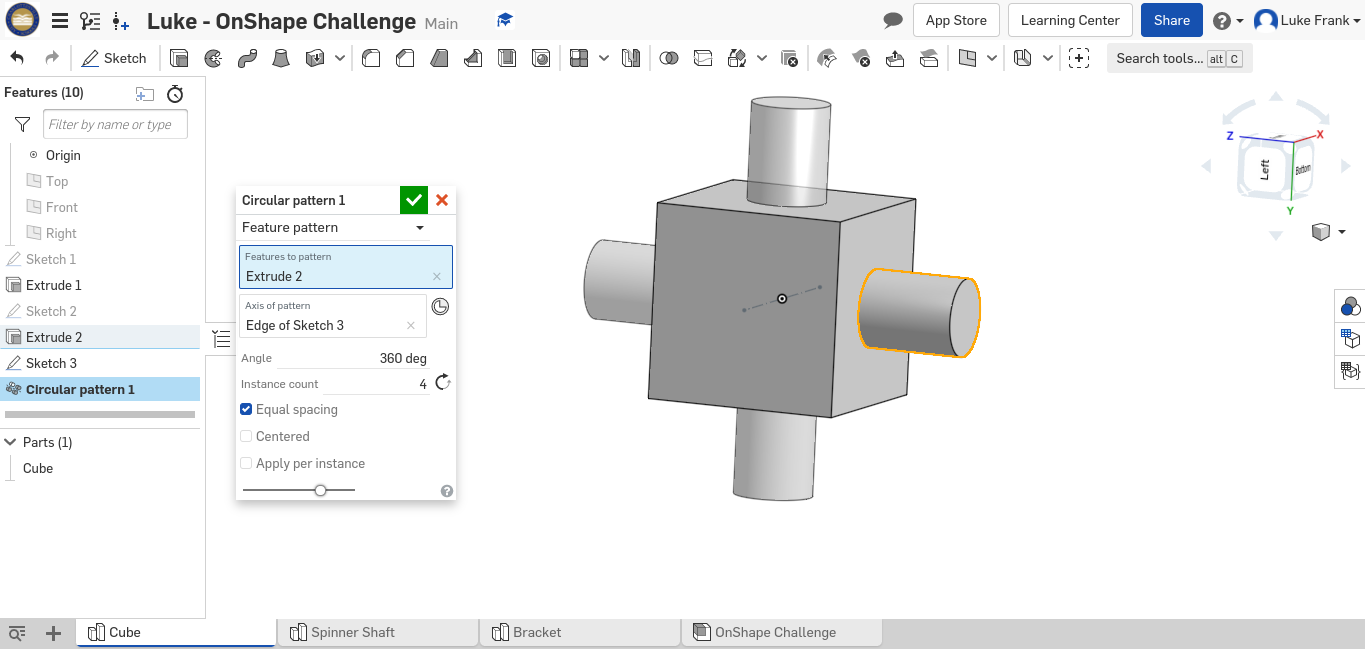 Luke - OnShape Challenge Main
App Store
Learning Center
Share
Luke Frank
Sketch
Search tools... alt C
Features (10)
Filter by name or type
Origin
Top
Front
Right
Sketch 1
Extrude 1
Sketch 2
Extrude 2
Sketch 3
Circular pattern 1
Parts (1)
Cube
Circular pattern 1
Feature pattern
Features to pattern
Extrude 2
Axis of pattern
Edge of Sketch 3
Angle 360 deg
Instance count 4
Equal spacing
Centered
Apply per instance
Z X
Left Bottom
Y
Cube
Spinner Shaft
Bracket
OnShape Challenge